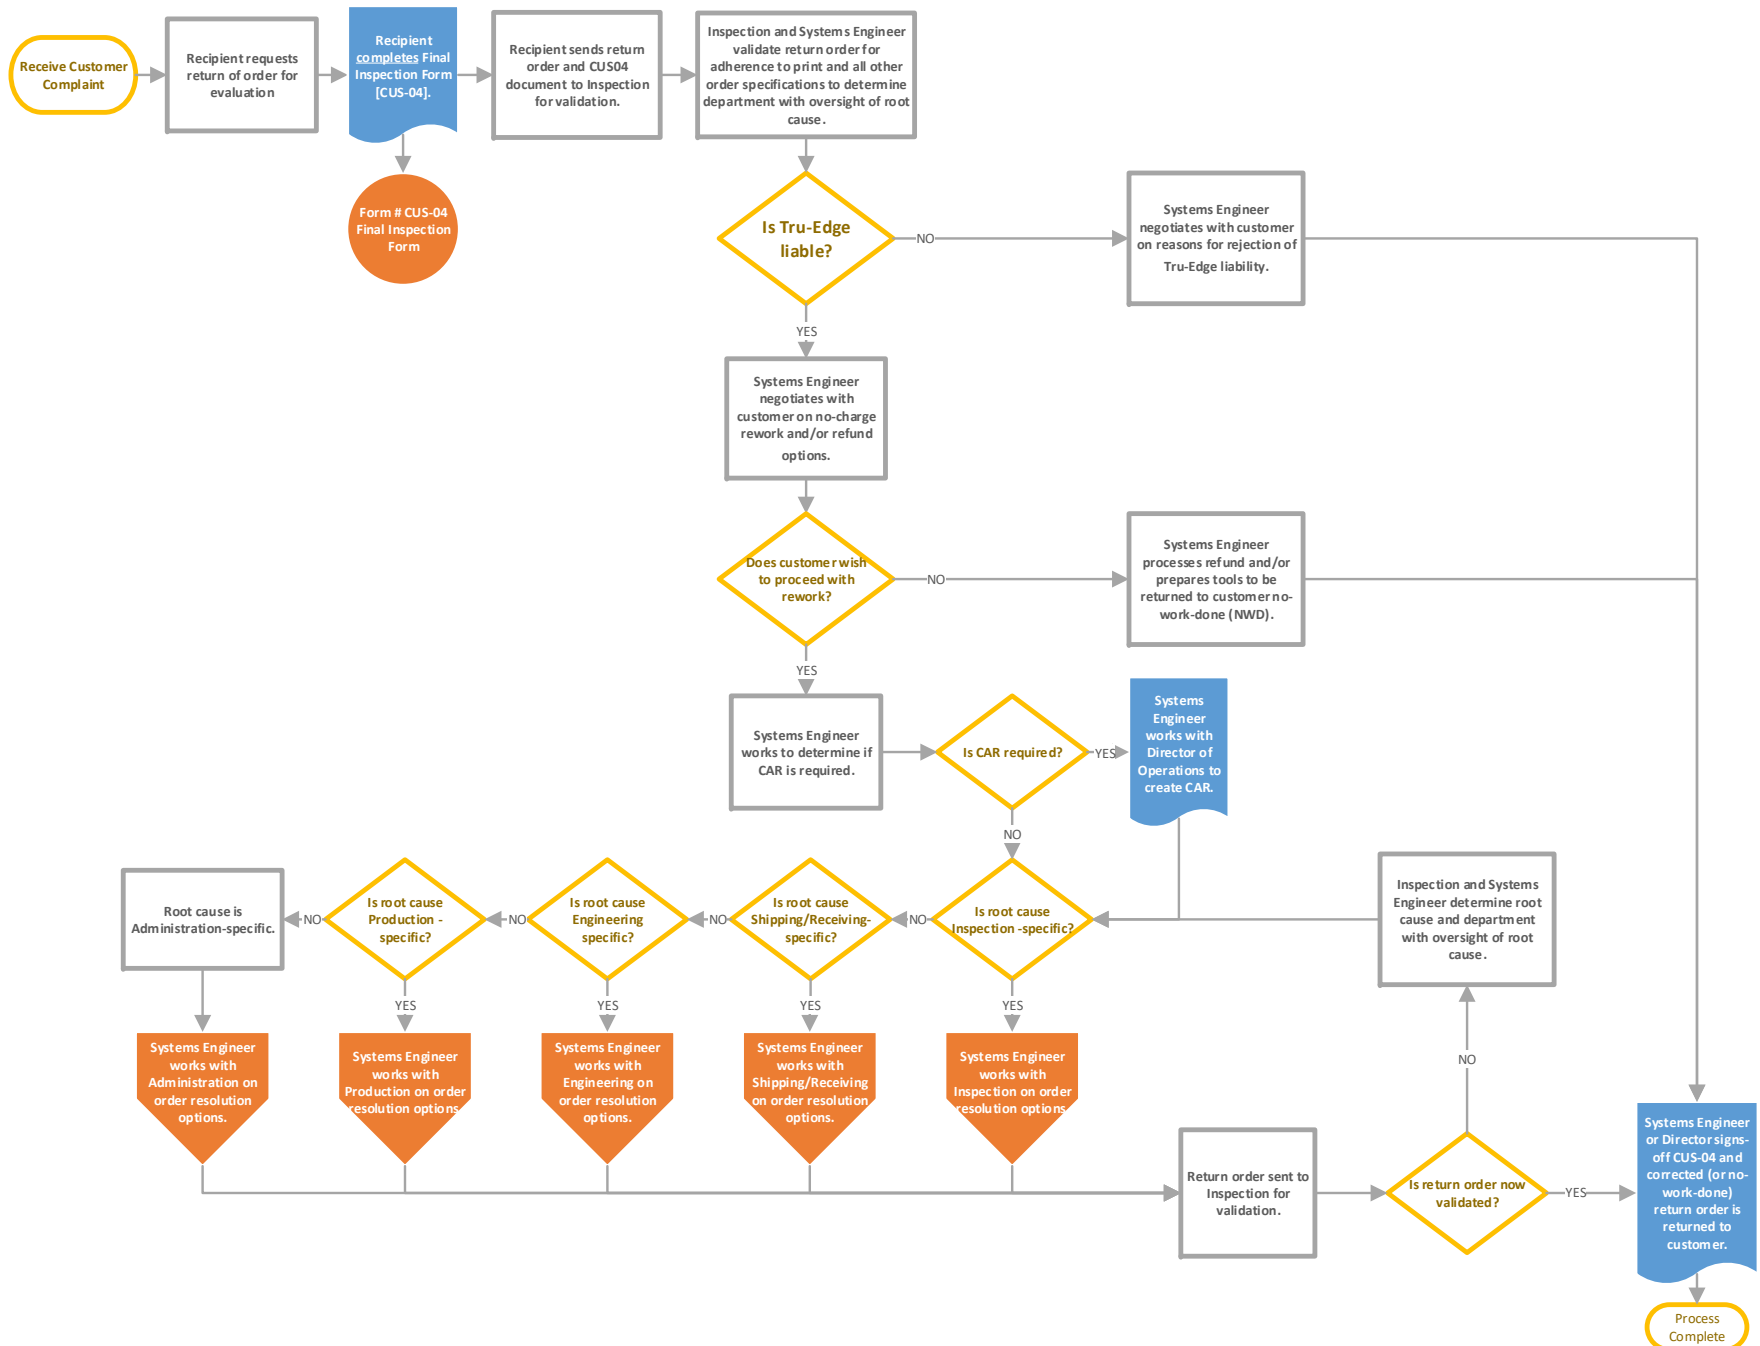 Receive Customer
Complaint
Recipient requests
return of order for
evaluation
Recipient
completes Final
Inspection Form
[CUS-04].
Recipient sends return
order and CUS04
document to Inspection
for validation.
Inspection and Systems Engineer
validate return order for
adherence to print and all other
order specifications to determine
department with oversight of root
cause.
Form # CUS-04
Final Inspection
Form
Is Tru-Edge
liable?
NO
Systems Engineer
negotiates with customer
on reasons for rejection of
Tru-Edge liability.
YES
Systems Engineer
negotiates with
customer on no-charge
rework and/or refund
options.
Does customer wish
to proceed with
rework?
NO
Systems Engineer
processes refund and/or
prepares tools to be
returned to customer no-
work-done (NWD).
YES
Systems Engineer
works to determine if
CAR is required.
Is CAR required?
YES
Systems
Engineer
works with
Director of
Operations to
create CAR.
NO
Root cause is
Administration-specific.
NO
Is root cause
Production -
specific?
NO
Is root cause
Engineering
specific?
NO
Is root cause
Shipping/Receiving-
specific?
NO
Is root cause
Inspection -specific?
Inspection and Systems
Engineer determine root
cause and department
with oversight of root
cause.
YES
YES
YES
YES
Systems Engineer
works with
Administration on
order resolution
options.
Systems Engineer
works with
Production on order
resolution options.
Systems Engineer
works with
Engineering on
order resolution
options.
Systems Engineer
works with
Shipping/Receiving
on order resolution
options.
Systems Engineer
works with
Inspection on order
resolution options.
NO
Return order sent to
Inspection for
validation.
Is return order now
validated?
YES
Systems Engineer
or Director signs-
off CUS-04 and
corrected (or no-
work-done)
return order is
returned to
customer.
Process
Complete